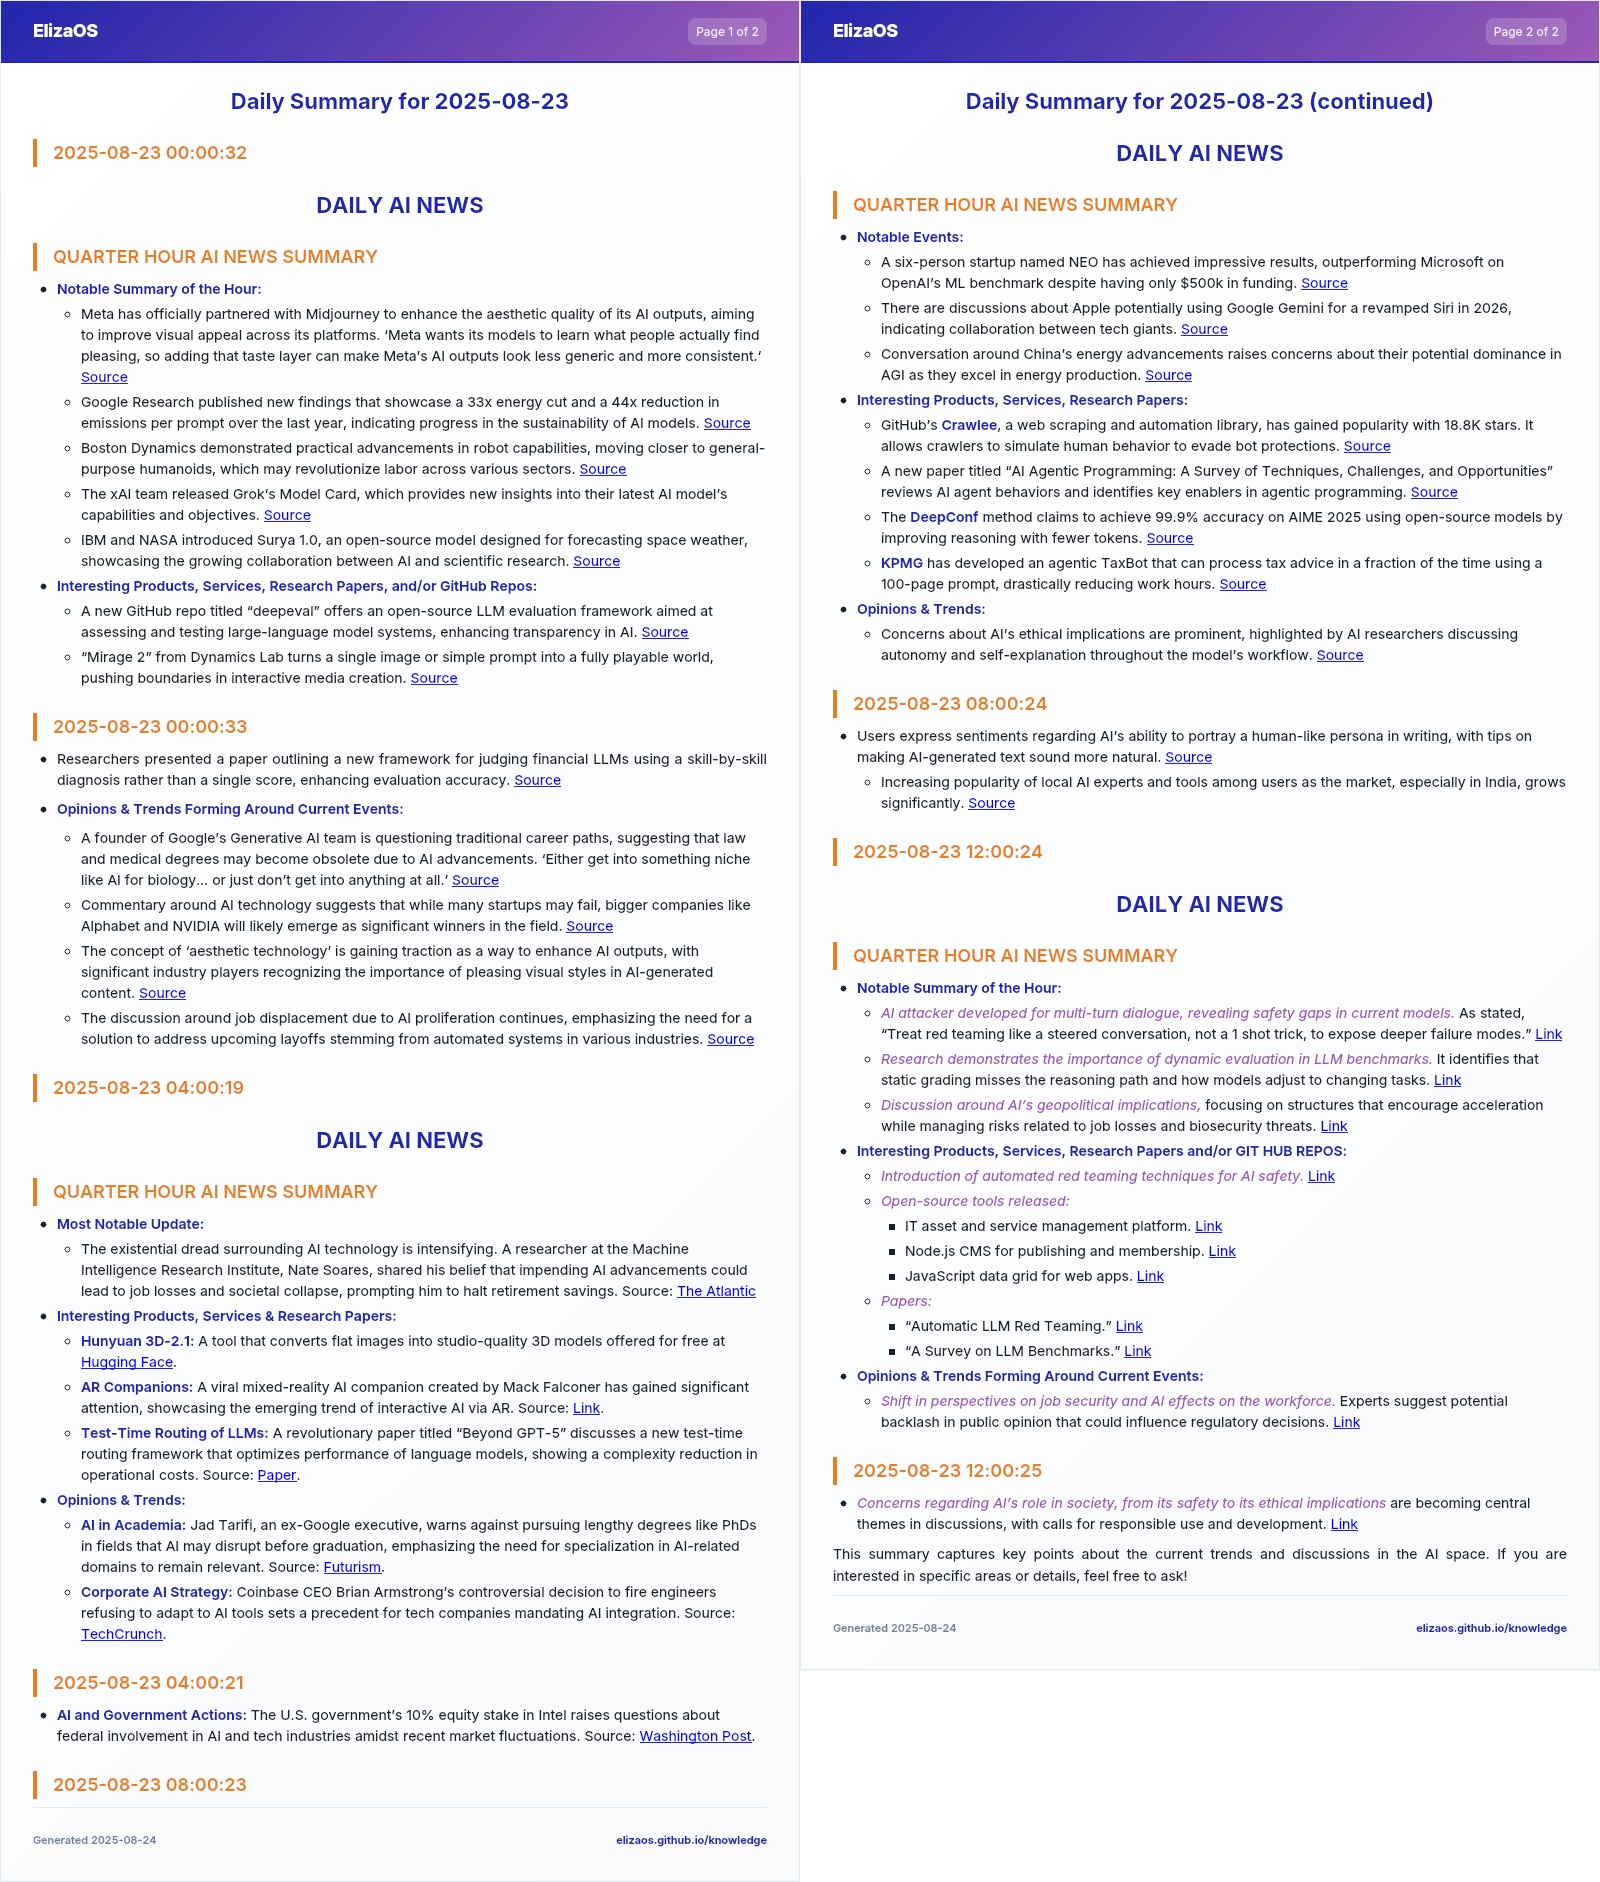 ElizaOS
Page 1 of 2
Daily Summary for 2025-08-23
2025-08-23 00:00:32
DAILY AI NEWS
QUARTER HOUR AI NEWS SUMMARY
Notable Summary of the Hour:
Meta has officially partnered with Midjourney to enhance the aesthetic quality of its AI outputs, aiming
to improve visual appeal across its platforms. ‘Meta wants its models to learn what people actually find
pleasing, so adding that taste layer can make Meta’s AI outputs look less generic and more consistent.’
Source
Google Research published new findings that showcase a 33x energy cut and a 44x reduction in
emissions per prompt over the last year, indicating progress in the sustainability of AI models. Source
Boston Dynamics demonstrated practical advancements in robot capabilities, moving closer to general-
purpose humanoids, which may revolutionize labor across various sectors. Source
The xAI team released Grok’s Model Card, which provides new insights into their latest AI model’s
capabilities and objectives. Source
IBM and NASA introduced Surya 1.0, an open-source model designed for forecasting space weather,
showcasing the growing collaboration between AI and scientific research. Source
Interesting Products, Services, Research Papers, and/or GitHub Repos:
A new GitHub repo titled “deepeval” offers an open-source LLM evaluation framework aimed at
assessing and testing large-language model systems, enhancing transparency in AI. Source
“Mirage 2” from Dynamics Lab turns a single image or simple prompt into a fully playable world,
pushing boundaries in interactive media creation. Source
2025-08-23 00:00:33
Researchers presented a paper outlining a new framework for judging financial LLMs using a skill-by-skill
diagnosis rather than a single score, enhancing evaluation accuracy. Source
Opinions & Trends Forming Around Current Events:
A founder of Google’s Generative AI team is questioning traditional career paths, suggesting that law
and medical degrees may become obsolete due to AI advancements. ‘Either get into something niche
like AI for biology… or just don’t get into anything at all.’ Source
Commentary around AI technology suggests that while many startups may fail, bigger companies like
Alphabet and NVIDIA will likely emerge as significant winners in the field. Source
The concept of ‘aesthetic technology’ is gaining traction as a way to enhance AI outputs, with
significant industry players recognizing the importance of pleasing visual styles in AI-generated
content. Source
The discussion around job displacement due to AI proliferation continues, emphasizing the need for a
solution to address upcoming layoffs stemming from automated systems in various industries. Source
2025-08-23 04:00:19
DAILY AI NEWS
QUARTER HOUR AI NEWS SUMMARY
Most Notable Update:
The existential dread surrounding AI technology is intensifying. A researcher at the Machine
Intelligence Research Institute, Nate Soares, shared his belief that impending AI advancements could
lead to job losses and societal collapse, prompting him to halt retirement savings. Source: The Atlantic
Interesting Products, Services & Research Papers:
Hunyuan 3D-2.1: A tool that converts flat images into studio-quality 3D models offered for free at
Hugging Face.
AR Companions: A viral mixed-reality AI companion created by Mack Falconer has gained significant
attention, showcasing the emerging trend of interactive AI via AR. Source: Link.
Test-Time Routing of LLMs: A revolutionary paper titled “Beyond GPT-5” discusses a new test-time
routing framework that optimizes performance of language models, showing a complexity reduction in
operational costs. Source: Paper.
Opinions & Trends:
AI in Academia: Jad Tarifi, an ex-Google executive, warns against pursuing lengthy degrees like PhDs
in fields that AI may disrupt before graduation, emphasizing the need for specialization in AI-related
domains to remain relevant. Source: Futurism.
Corporate AI Strategy: Coinbase CEO Brian Armstrong’s controversial decision to fire engineers
refusing to adapt to AI tools sets a precedent for tech companies mandating AI integration. Source:
TechCrunch.
2025-08-23 04:00:21
AI and Government Actions: The U.S. government’s 10% equity stake in Intel raises questions about
federal involvement in AI and tech industries amidst recent market fluctuations. Source: Washington Post.
2025-08-23 08:00:23
Generated 2025-08-24
elizaos.github.io/knowledge
ElizaOS
Page 2 of 2
Daily Summary for 2025-08-23 (continued)
DAILY AI NEWS
QUARTER HOUR AI NEWS SUMMARY
Notable Events:
A six-person startup named NEO has achieved impressive results, outperforming Microsoft on
OpenAI’s ML benchmark despite having only $500k in funding. Source
There are discussions about Apple potentially using Google Gemini for a revamped Siri in 2026,
indicating collaboration between tech giants. Source
Conversation around China’s energy advancements raises concerns about their potential dominance in
AGI as they excel in energy production. Source
Interesting Products, Services, Research Papers:
GitHub’s Crawlee, a web scraping and automation library, has gained popularity with 18.8K stars. It
allows crawlers to simulate human behavior to evade bot protections. Source
A new paper titled “AI Agentic Programming: A Survey of Techniques, Challenges, and Opportunities”
reviews AI agent behaviors and identifies key enablers in agentic programming. Source
The DeepConf method claims to achieve 99.9% accuracy on AIME 2025 using open-source models by
improving reasoning with fewer tokens. Source
KPMG has developed an agentic TaxBot that can process tax advice in a fraction of the time using a
100-page prompt, drastically reducing work hours. Source
Opinions & Trends:
Concerns about AI’s ethical implications are prominent, highlighted by AI researchers discussing
autonomy and self-explanation throughout the model’s workflow. Source
2025-08-23 08:00:24
Users express sentiments regarding AI’s ability to portray a human-like persona in writing, with tips on
making AI-generated text sound more natural. Source
Increasing popularity of local AI experts and tools among users as the market, especially in India, grows
significantly. Source
2025-08-23 12:00:24
DAILY AI NEWS
QUARTER HOUR AI NEWS SUMMARY
Notable Summary of the Hour:
AI attacker developed for multi-turn dialogue, revealing safety gaps in current models. As stated,
“Treat red teaming like a steered conversation, not a 1 shot trick, to expose deeper failure modes.” Link
Research demonstrates the importance of dynamic evaluation in LLM benchmarks. It identifies that
static grading misses the reasoning path and how models adjust to changing tasks. Link
Discussion around AI’s geopolitical implications, focusing on structures that encourage acceleration
while managing risks related to job losses and biosecurity threats. Link
Interesting Products, Services, Research Papers and/or GIT HUB REPOS:
Introduction of automated red teaming techniques for AI safety. Link
Open-source tools released:
IT asset and service management platform. Link
Node.js CMS for publishing and membership. Link
JavaScript data grid for web apps. Link
Papers:
“Automatic LLM Red Teaming.” Link
“A Survey on LLM Benchmarks.” Link
Opinions & Trends Forming Around Current Events:
Shift in perspectives on job security and AI effects on the workforce. Experts suggest potential
backlash in public opinion that could influence regulatory decisions. Link
2025-08-23 12:00:25
Concerns regarding AI’s role in society, from its safety to its ethical implications are becoming central
themes in discussions, with calls for responsible use and development. Link
This summary captures key points about the current trends and discussions in the AI space. If you are
interested in specific areas or details, feel free to ask!
Generated 2025-08-24
elizaos.github.io/knowledge